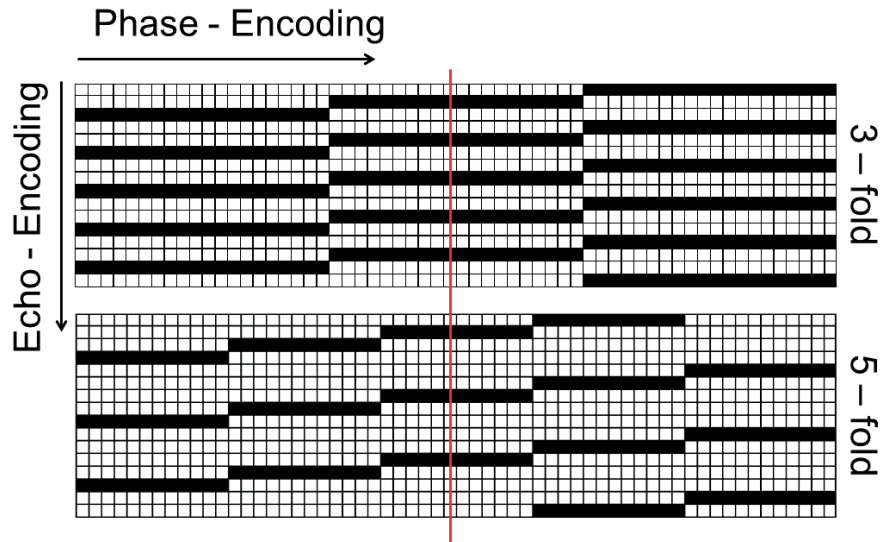 Phase - Encoding
Echo - Encoding
3 – fold
5 – fold